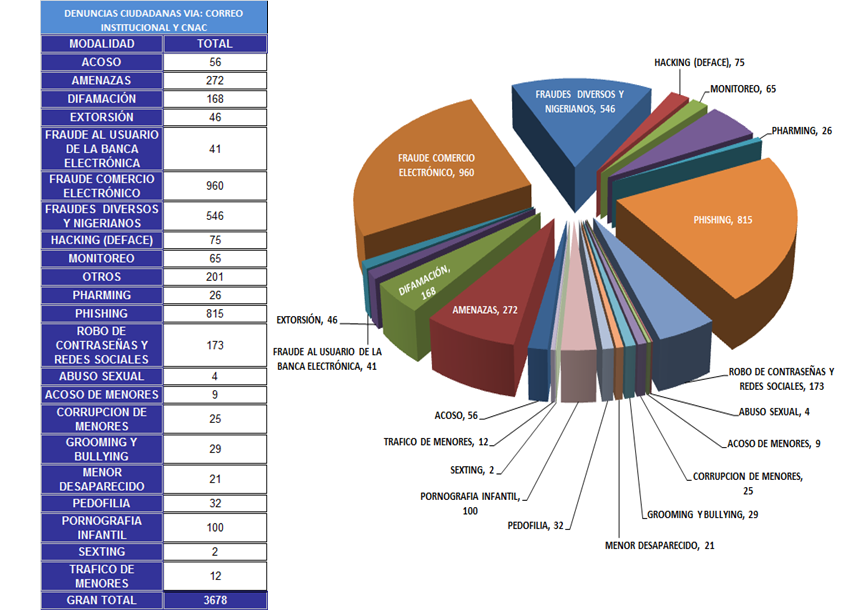 DENUNCIAS CIUDADANAS VIA: CORREO
INSTITUCIONAL Y CNAC
MODALIDAD TOTAL
ACOSO 56
AMENAZAS 272
DIFAMACIÓN 168
EXTORSIÓN 46
FRAUDE AL USUARIO
DE LA BANCA
ELECTRÓNICA 41
FRAUDE COMERCIO
ELECTRÓNICO 960
FRAUDES DIVERSOS
Y NIGERIANOS 546
HACKING (DEFACE) 75
MONITOREO 65
OTROS 201
PHARMING 26
PHISHING 815
ROBO DE
CONTRASEÑAS Y
REDES SOCIALES 173
ABUSO SEXUAL 4
ACOSO DE MENORES 9
CORRUPCION DE
MENORES 25
GROOMING Y
BULLYING 29
MENOR
DESAPARECIDO 21
PEDOFILIA 32
PORNOGRAFIA
INFANTIL 100
SEXTING 2
TRAFICO DE
MENORES 12
GRAN TOTAL 3678
HACKING (DEFACE), 75
MONITOREO, 65
FRAUDES DIVERSOS Y
NIGERIANOS, 546
PHARMING, 26
FRAUDE COMERCIO
ELECTRÓNICO, 960
PHISHING, 815
DIFAMACIÓN,
168
AMENAZAS, 272
EXTORSIÓN, 46
FRAUDE AL USUARIO DE LA
BANCA ELECTRÓNICA, 41
ROBO DE CONTRASEÑAS Y
REDES SOCIALES, 173
ACOSO, 56
ABUSO SEXUAL, 4
TRAFICO DE MENORES, 12
ACOSO DE MENORES, 9
SEXTING, 2
CORRUPCION DE MENORES,
25
PORNOGRAFIA INFANTIL,
100
GROOMING Y BULLYING, 29
PEDOFILIA, 32
MENOR DESAPARECIDO, 21